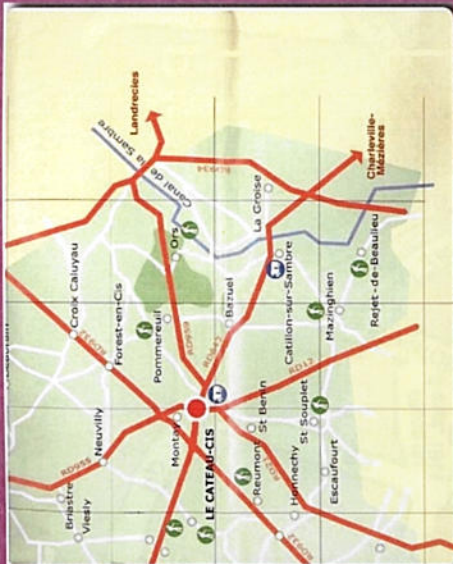 Briastre
Viesly
RD955
Croix Caluyau
Neuvilly
RD932
Forest-en-Cis
Landrecies
Canal de la Sambre
Pommereuil
Montay
Ors
RD959
RD934
LE CATEAU-CIS
Bazuel
Reumont
St Benin
La Groise
Catillon-sur-Sambre
Honnechy
St Souplet
RD932
Mazinghien
RD21
Escaufourt
Charleville-
Mézières
Rejet-de-Beaulieu